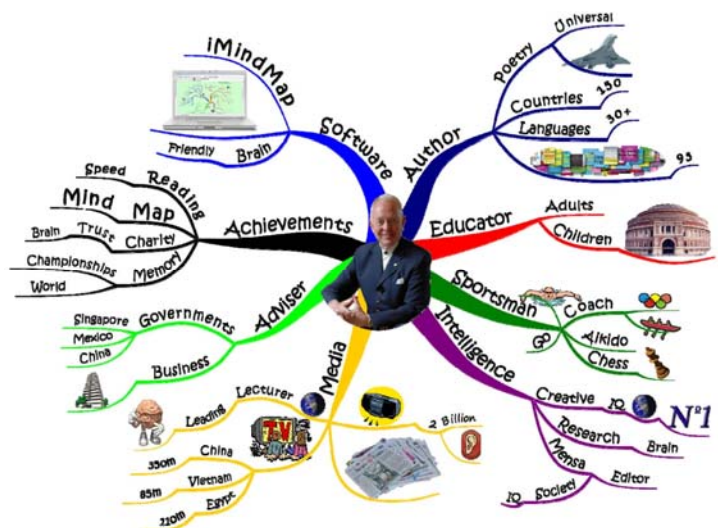 iMindMap
Software
Friendly
Brain
Universal
Poetry
Author
Countries
150
Languages
30+
93
Educator
Adults
Children
Sportsman
Coach
Go
Aikido
Chess
Intelligence
Creative
IQ
Nº1
Research
Brain
Mensa
Editor
Society
IQ
Media
Lecturer
Leading
TV
2 Billion
China
350m
Vietnam
85m
Egypt
220m
Adviser
Governments
Singapore
Mexico
China
Business
Achievements
Speed
Reading
Mind Map
Brain
Trust
Charity
Championships
Memory
World